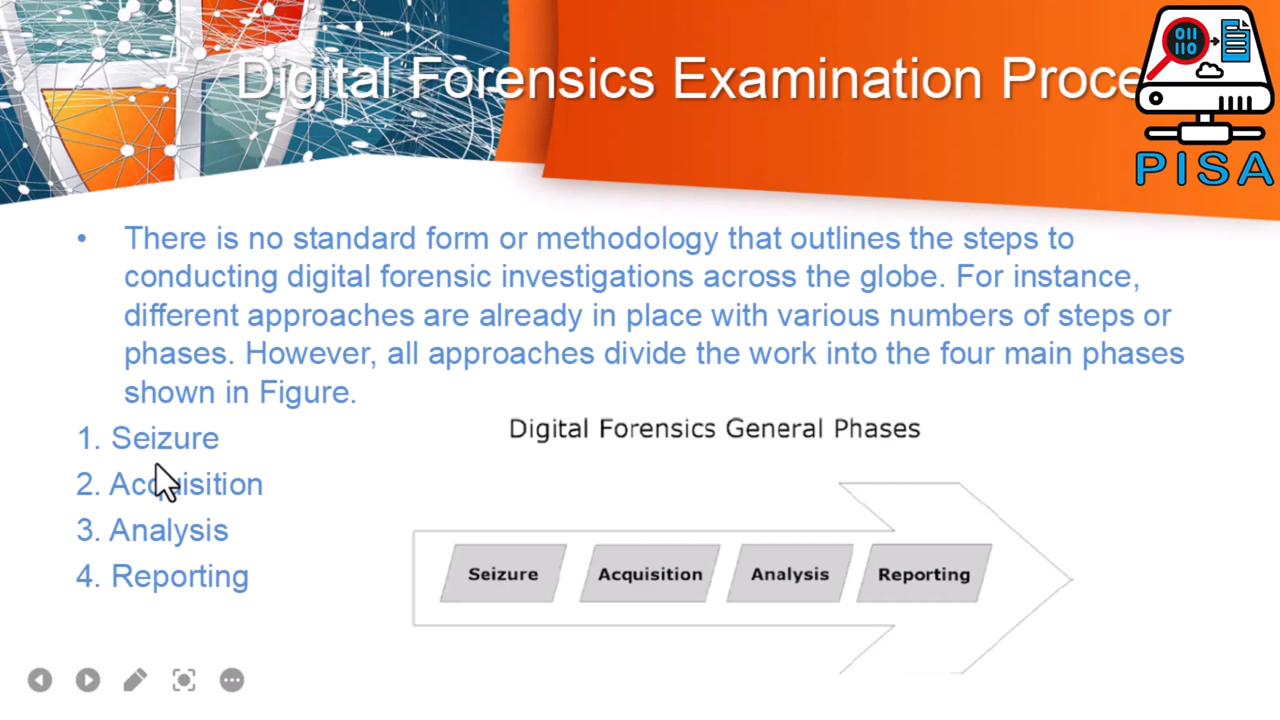 Digital Forensics Examination Proce
011
110
PISA
• There is no standard form or methodology that outlines the steps to
conducting digital forensic investigations across the globe. For instance,
different approaches are already in place with various numbers of steps or
phases. However, all approaches divide the work into the four main phases
shown in Figure.
1. Seizure
2. Acquisition
3. Analysis
4. Reporting
Digital Forensics General Phases
Seizure Acquisition Analysis Reporting